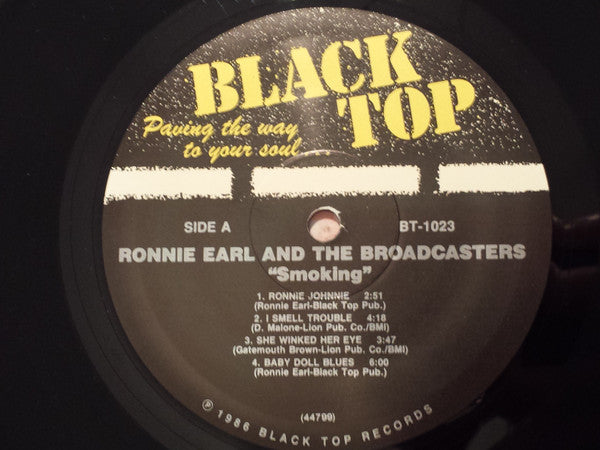 BLACK
TOP
Paving the way
to your soul
SIDE A
BT-1023
RONNIE EARL AND THE BROADCASTERS
"Smoking"
1. RONNIE JOHNNIE 2:51
(Ronnie Earl-Black Top Pub.)
2. I SMELL TROUBLE 4:18
(D. Malone-Lion Pub. Co./BMI)
3. SHE WINKED HER EYE 3:47
(Gatemouth Brown-Lion Pub. Co./BMI)
4. BABY DOLL BLUES 6:00
(Ronnie Earl-Black Top Pub.)
(44799)
℗ 1986 BLACK TOP RECORDS